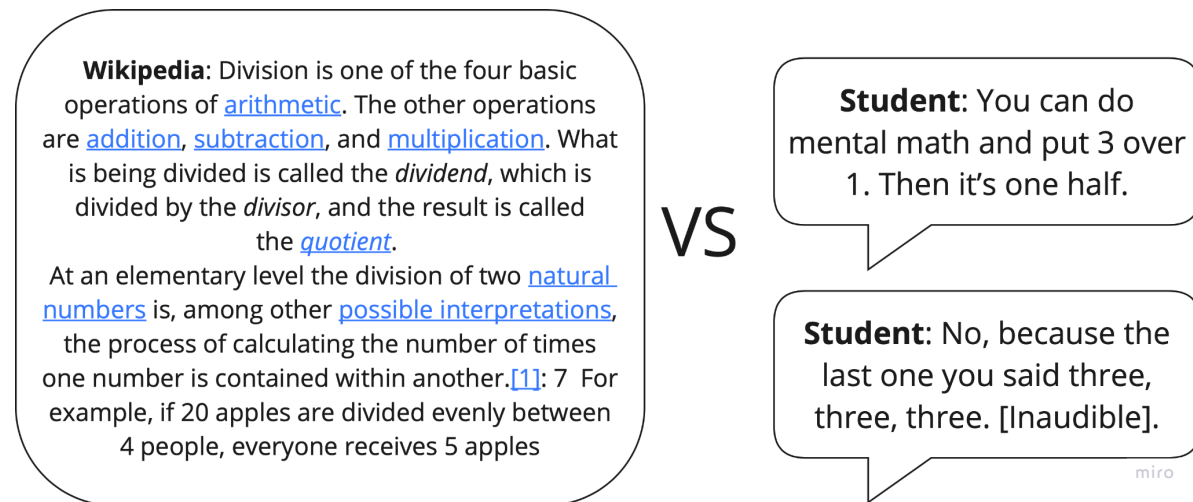 Wikipedia: Division is one of the four basic
operations of arithmetic. The other operations
are addition, subtraction, and multiplication. What
is being divided is called the dividend, which is
divided by the divisor, and the result is called
the quotient.
At an elementary level the division of two natural
numbers is, among other possible interpretations,
the process of calculating the number of times
one number is contained within another.[1]: 7 For
example, if 20 apples are divided evenly between
4 people, everyone receives 5 apples
VS
Student: You can do
mental math and put 3 over
1. Then it’s one half.
Student: No, because the
last one you said three,
three, three. [Inaudible].
miro